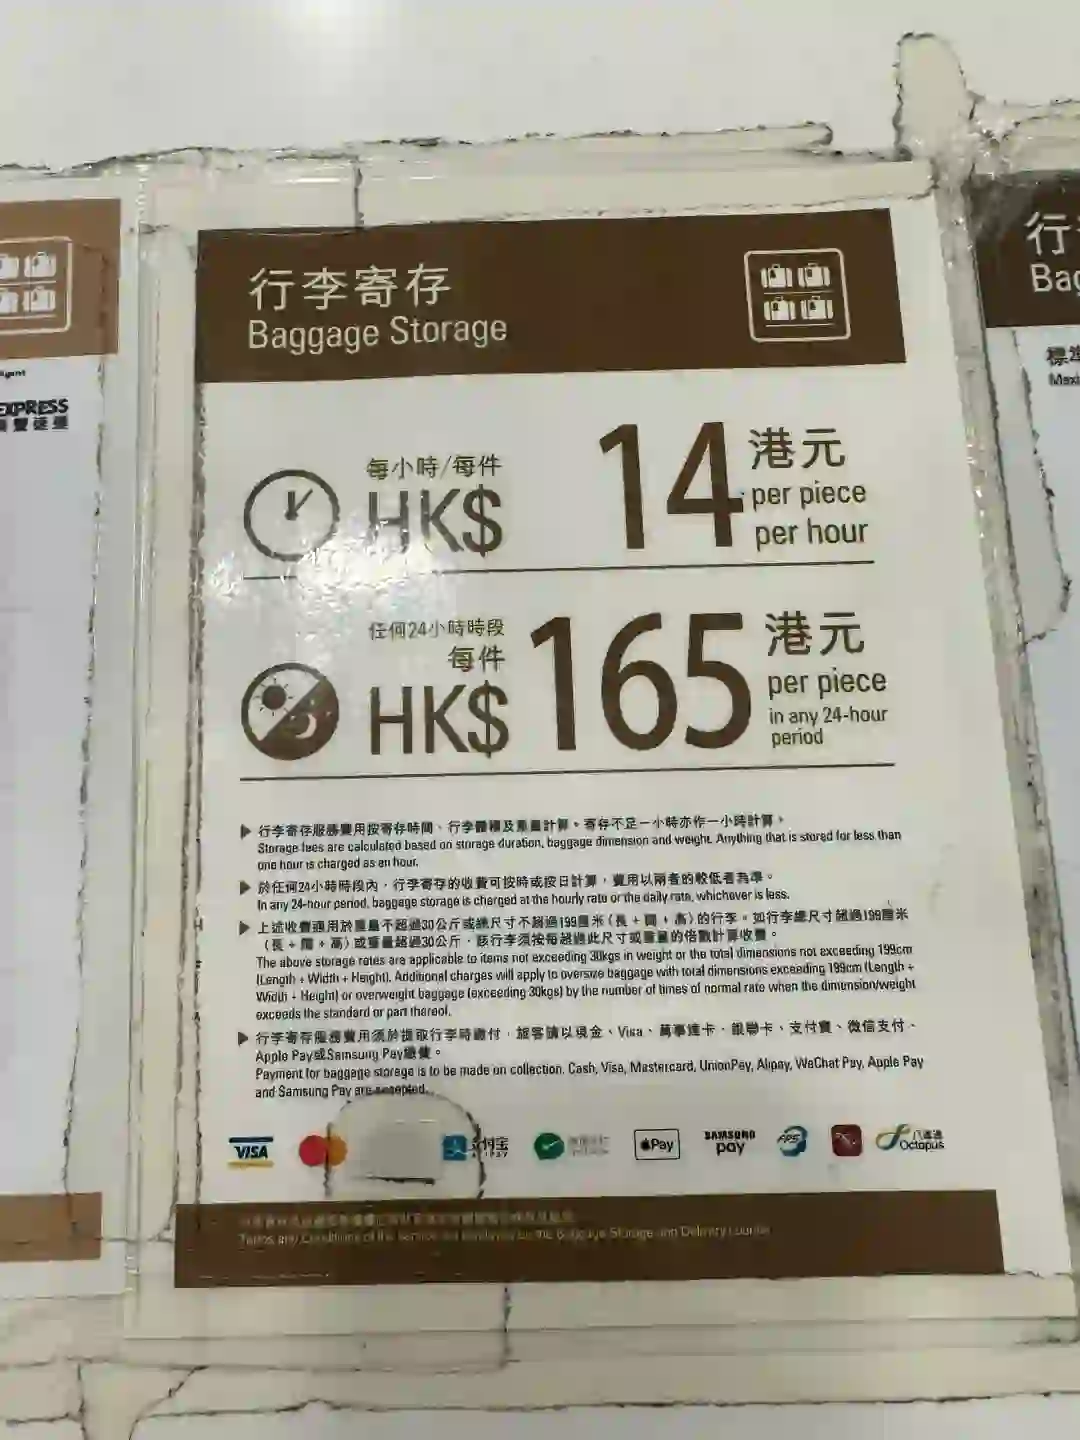 行李寄存
Baggage Storage
每小時/每件
HK$ 14 港元
per piece
per hour
任何24小時時段
每件
HK$ 165 港元
per piece
in any 24-hour
period
行李寄存服務費用按寄存時間、行李體積及重量計算。寄存不足一小時亦作一小時計算。
Storage fees are calculated based on storage duration, baggage dimension and weight. Anything that is stored for less than
one hour is charged as an hour.
於任何24小時時段內，行李寄存的收費可按時或按日計算，費用以兩者的較低者為準。
In any 24-hour period, baggage storage is charged at the hourly rate or the daily rate, whichever is less.
上述收費適用於重量不超過30公斤或總尺寸不超過199厘米（長 + 闊 + 高）的行李。如行李總尺寸超過199厘米
（長 + 闊 + 高）或重量超過30公斤，該行李須按每超過此尺寸或重量的倍數計算收費。
The above storage rates are applicable to items not exceeding 30kgs in weight or the total dimensions not exceeding 199cm
(Length + Width + Height). Additional charges will apply to oversize baggage with total dimensions exceeding 199cm (Length +
Width + Height) or overweight baggage (exceeding 30kgs) by the number of times of normal rate when the dimension/weight
exceeds the standard or part thereof.
行李寄存服務費用須於提取行李時繳付，旅客請以現金、Visa、萬事達卡、銀聯卡、支付寶、微信支付、
Apple Pay或Samsung Pay繳費。
Payment for baggage storage is to be made on collection. Cash, Visa, Mastercard, UnionPay, Alipay, WeChat Pay, Apple Pay
and Samsung Pay are accepted.
VISA 支付宝 Pay SAMSUNG pay FPS 八達通 Octopus
Terms and Conditions of the Service are displayed at the Baggage Storage and Delivery Counter
EXPRESS
行
Bag
標準
Maxi